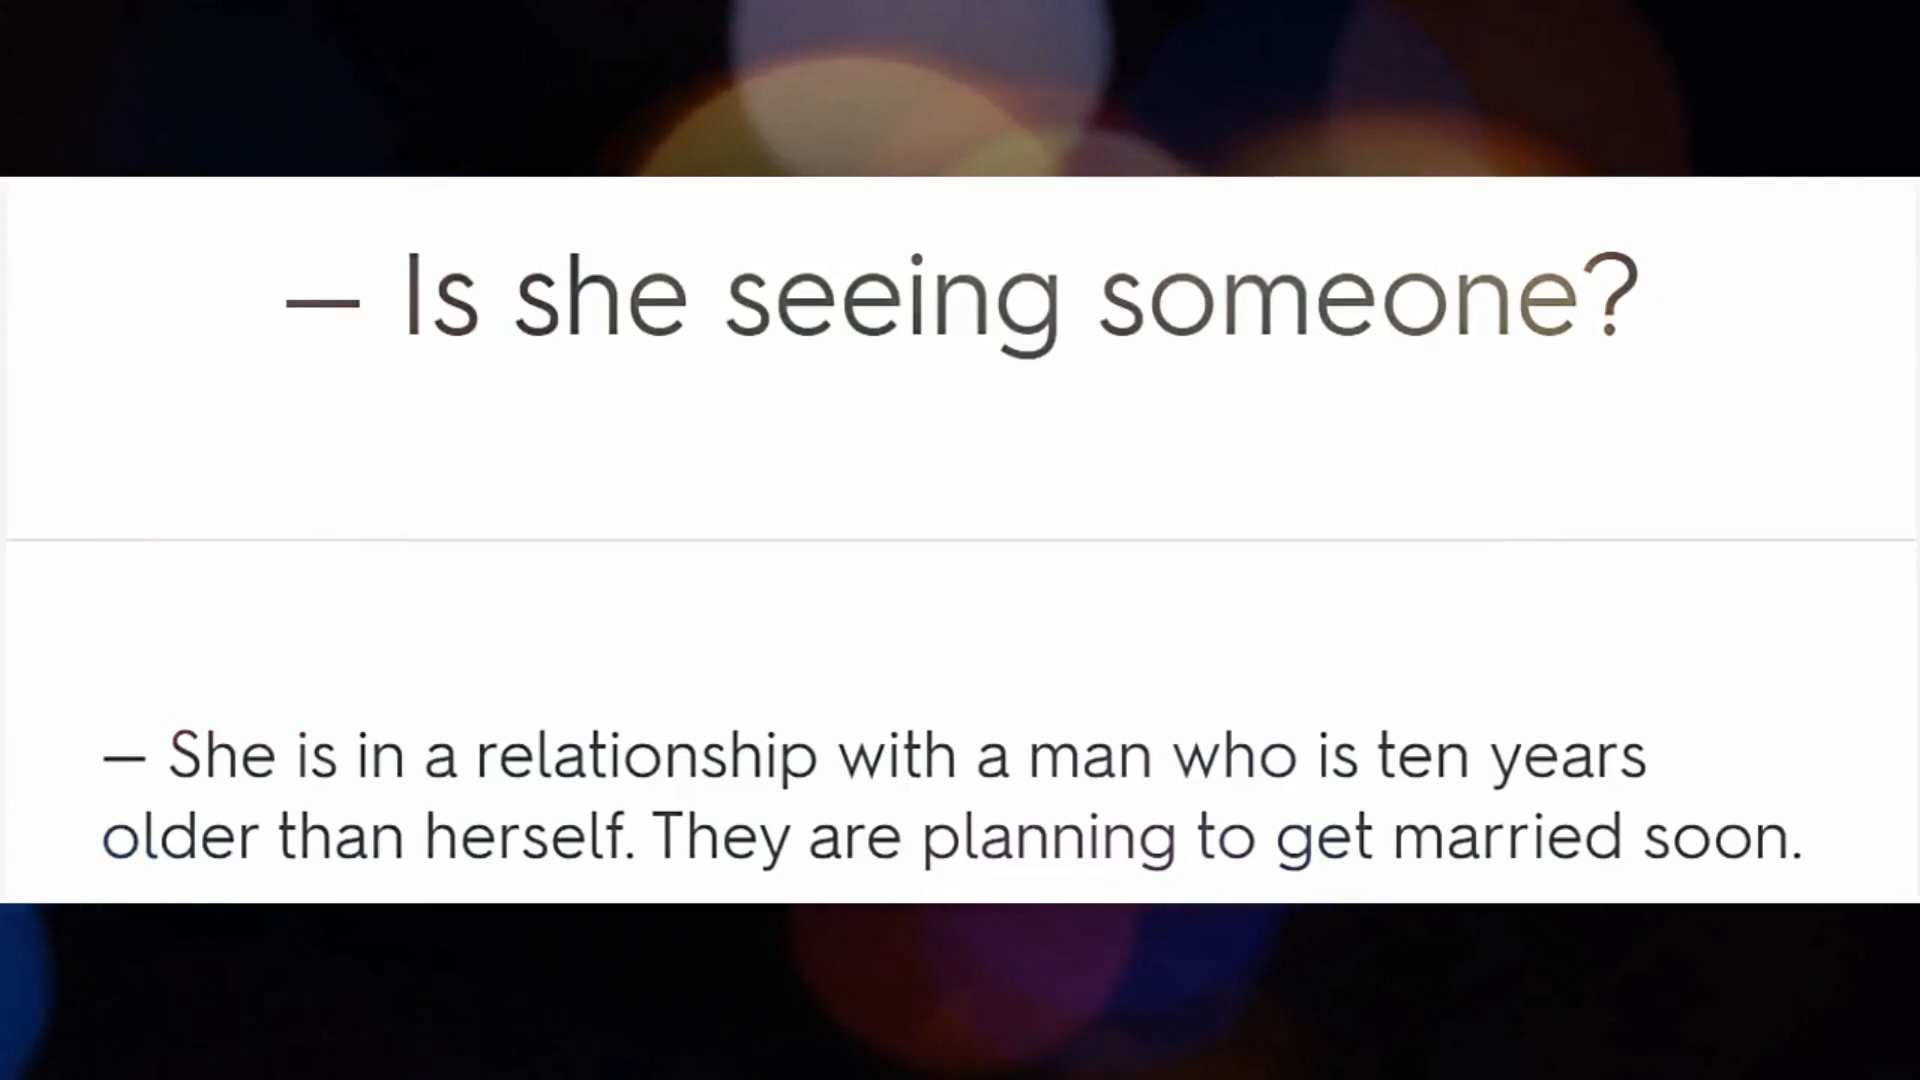 — Is she seeing someone?
— She is in a relationship with a man who is ten years
older than herself. They are planning to get married soon.